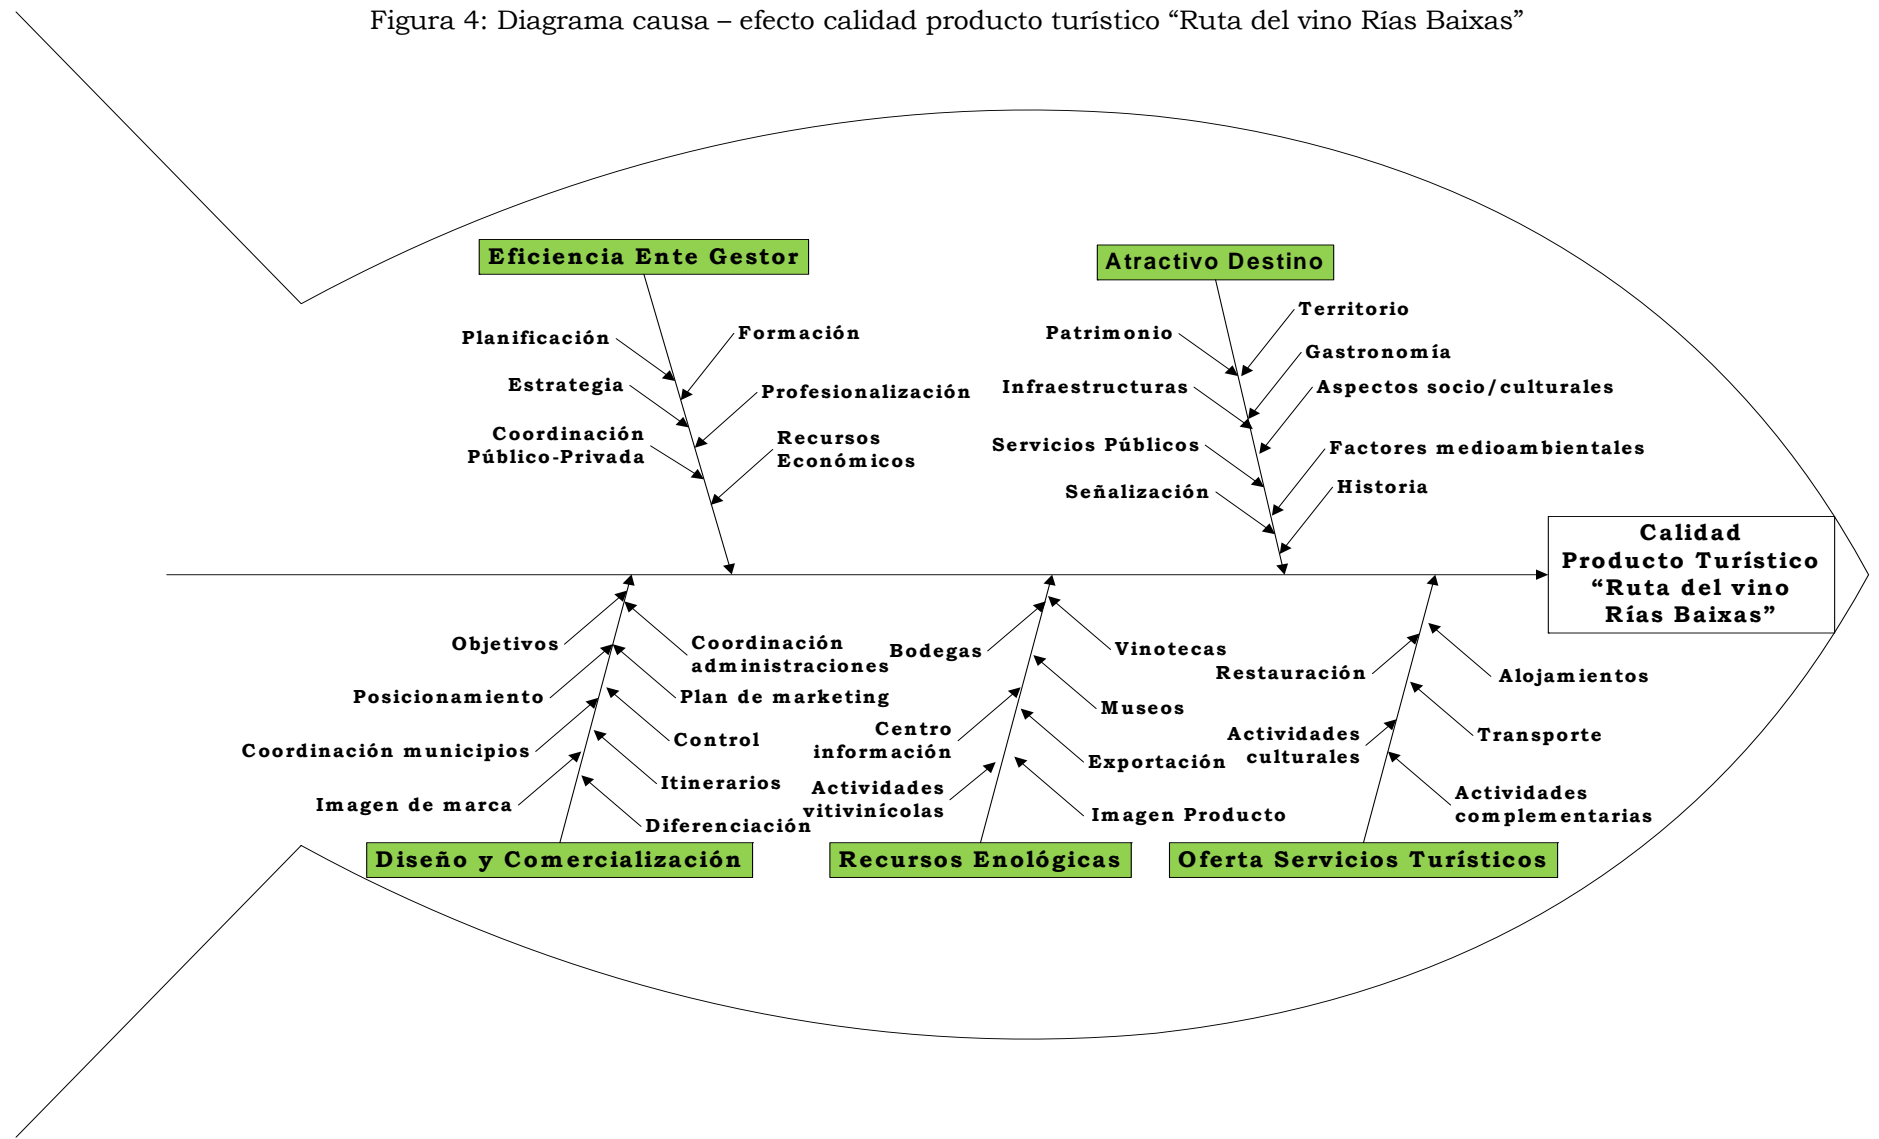 Figura 4: Diagrama causa – efecto calidad producto turístico “Ruta del vino Rías Baixas”
Eficiencia Ente Gestor
Planificación
Formación
Estrategia
Profesionalización
Coordinación
Público-Privada
Recursos
Económicos
Atractivo Destino
Territorio
Patrimonio
Gastronomía
Infraestructuras
Aspectos socio/culturales
Servicios Públicos
Factores medioambientales
Señalización
Historia
Calidad
Producto Turístico
“Ruta del vino
Rías Baixas”
Objetivos
Coordinación
administraciones
Posicionamiento
Plan de marketing
Coordinación municipios
Control
Itinerarios
Imagen de marca
Diferenciación
Diseño y Comercialización
Bodegas
Vinotecas
Museos
Centro
información
Exportación
Actividades
vitivinícolas
Imagen Producto
Recursos Enológicas
Restauración
Alojamientos
Actividades
culturales
Transporte
Actividades
complementarias
Oferta Servicios Turísticos